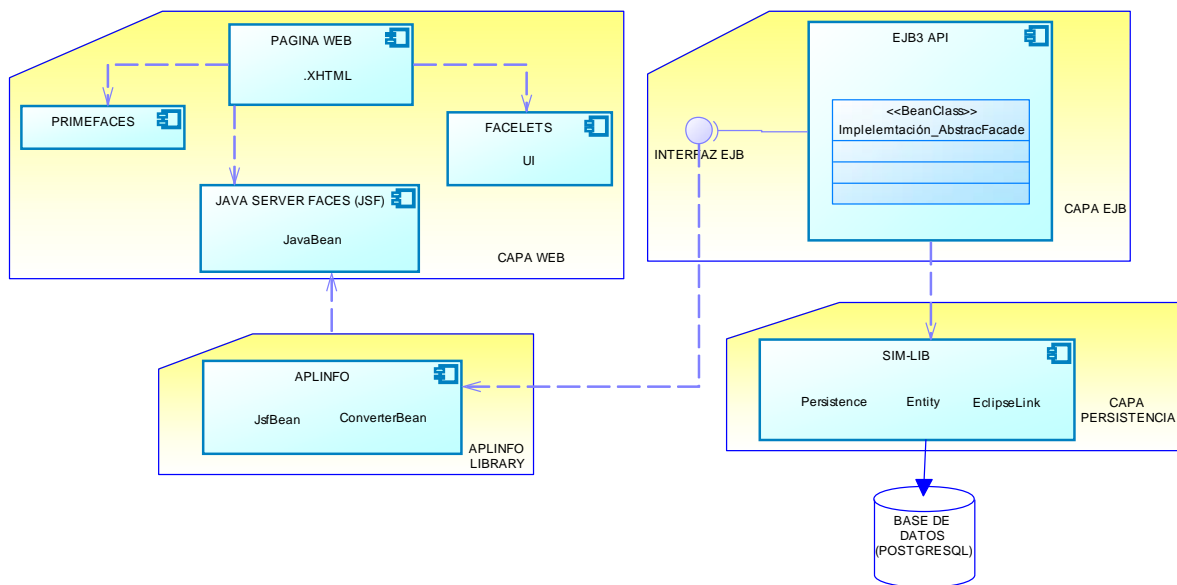 PAGINA WEB
.XHTML
PRIMEFACES
FACELETS
UI
JAVA SERVER FACES (JSF)
JavaBean
CAPA WEB
EJB3 API
<<BeanClass>>
Implelemtación_AbstracFacade
INTERFAZ EJB
CAPA EJB
APLINFO
JsfBean
ConverterBean
APLINFO
LIBRARY
SIM-LIB
Persistence
Entity
EclipseLink
CAPA
PERSISTENCIA
BASE DE
DATOS
(POSTGRESQL)